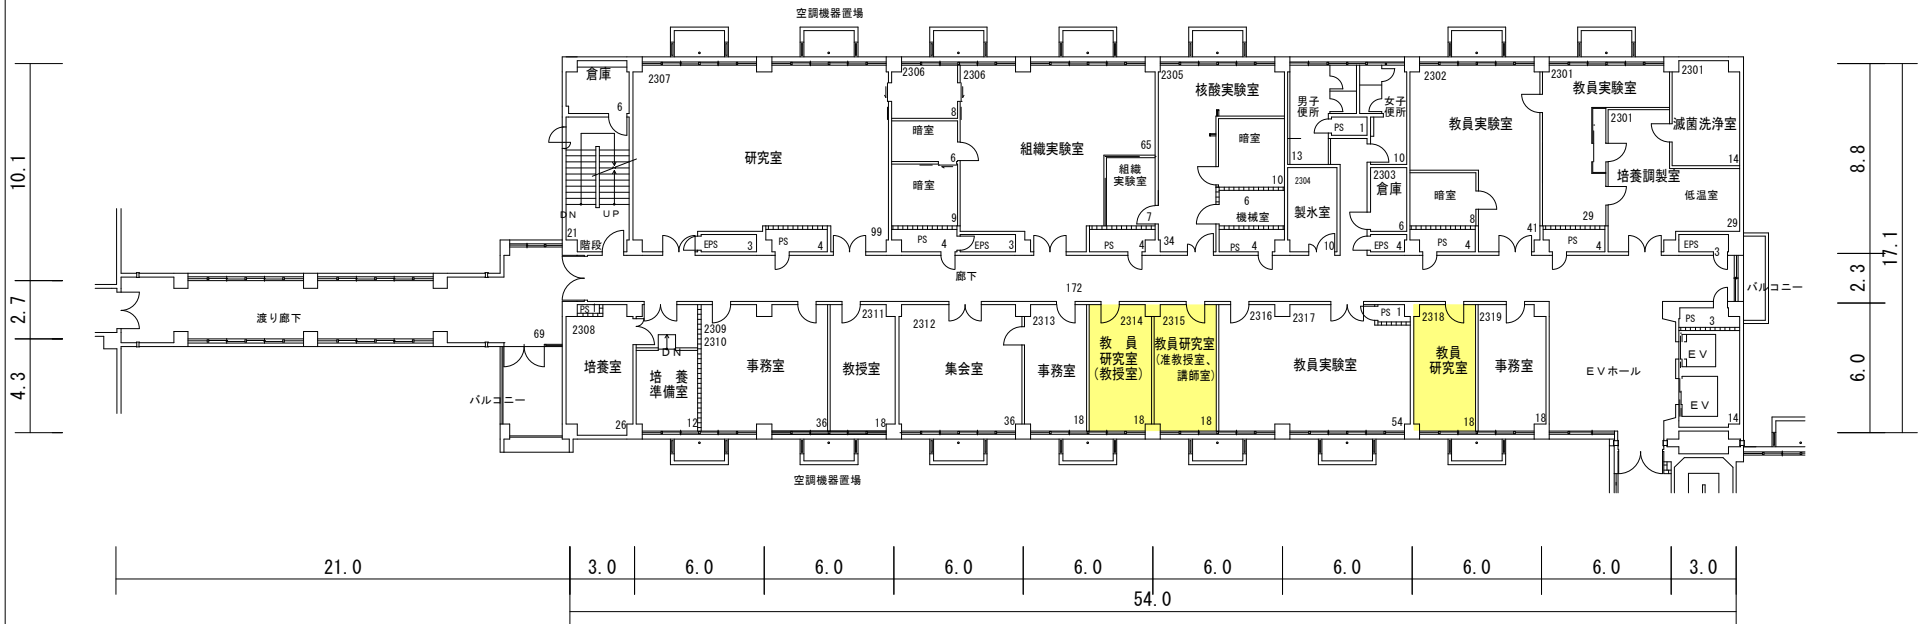 空調機器置場
倉庫
6
2307
研究室
99
2306
8
暗室
6
暗室
9
2306
組織実験室
65
組織
実験室
7
2305
核酸実験室
暗室
10
6
機械室
34
男子
便所
13
女子
便所
10
PS 1
2304
製氷室
10
2303
倉庫
6
2302
教員実験室
暗室
8
41
2301
教員実験室
29
2301
滅菌洗浄室
14
2301
培養調製室
低温室
29
DN UP
21
階段
EPS 3
PS 4
PS 4
EPS 3
PS 4
PS 4
EPS 4
PS 4
PS 4
EPS
3
廊下
172
バルコニー
渡り廊下
69
バルコニー
PS 1
2308
培養室
26
DN
培 養
準備室
12
2309
2310
事務室
36
2311
教授室
18
2312
集会室
36
2313
事務室
18
2314
教 員
研究室
(教授室)
18
2315
教員研究室
(准教授室、
講師室)
18
2316
2317
PS 1
教員実験室
54
2318
教員
研究室
18
2319
事務室
18
EVホール
PS 3
EV
EV
14
空調機器置場
10.1
2.7
4.3
8.8
2.3
6.0
17.1
21.0 3.0 6.0 6.0 6.0 6.0 6.0 6.0 6.0 6.0 3.0
54.0